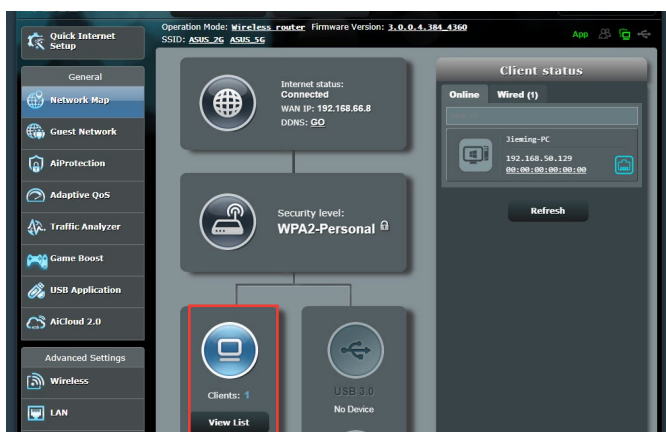 Operation Mode: Wireless router Firmware Version: 3.0.0.4.384_4360
SSID: ASUS_2G ASUS_5G
App
Quick Internet
Setup
General
Network Map
Guest Network
AiProtection
Adaptive QoS
Traffic Analyzer
Game Boost
USB Application
AiCloud 2.0
Advanced Settings
Wireless
LAN
Internet status:
Connected
WAN IP: 192.168.66.8
DDNS: GO
Security level:
WPA2-Personal
Clients: 1
View List
USB 3.0
No Device
Client status
Online Wired (1)
Jieming-PC
192.168.50.129
00:00:00:00:00:00
Refresh